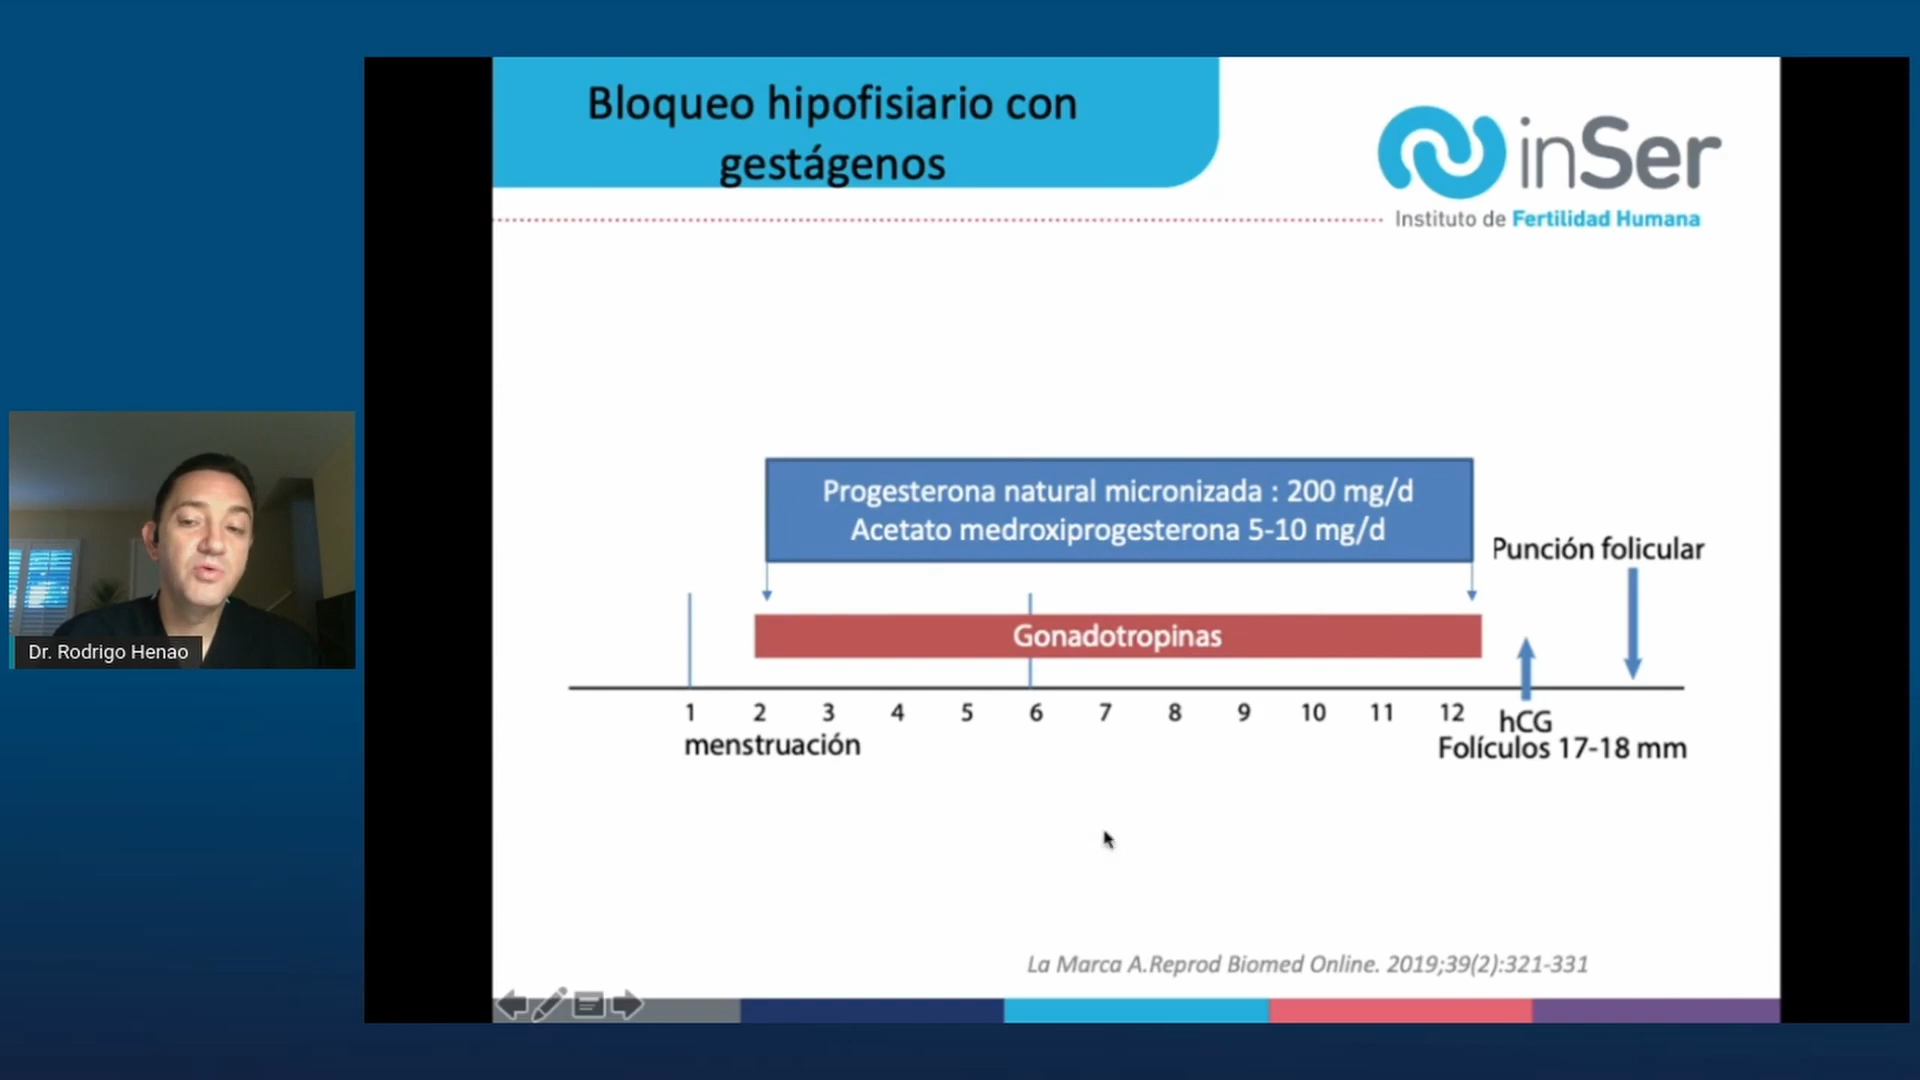 Bloqueo hipofisiario con
gestágenos
inSer
Instituto de Fertilidad Humana
Progesterona natural micronizada : 200 mg/d
Acetato medroxiprogesterona 5-10 mg/d
Punción folicular
Gonadotropinas
1 2 3 4 5 6 7 8 9 10 11 12
hCG
menstruación
Folículos 17-18 mm
Dr. Rodrigo Henao
La Marca A.Reprod Biomed Online. 2019;39(2):321-331